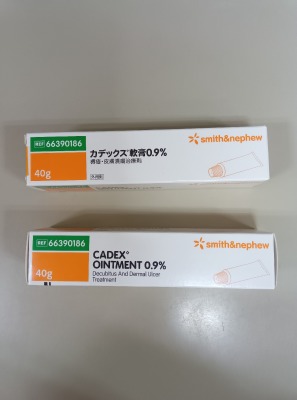 REF 66390186
smith&nephew
カデックス®軟膏0.9%
褥瘡・皮膚潰瘍治療剤
40g
REF 66390186
smith&nephew
CADEX®
OINTMENT 0.9%
40g
Decubitus And Dermal Ulcer
Treatment